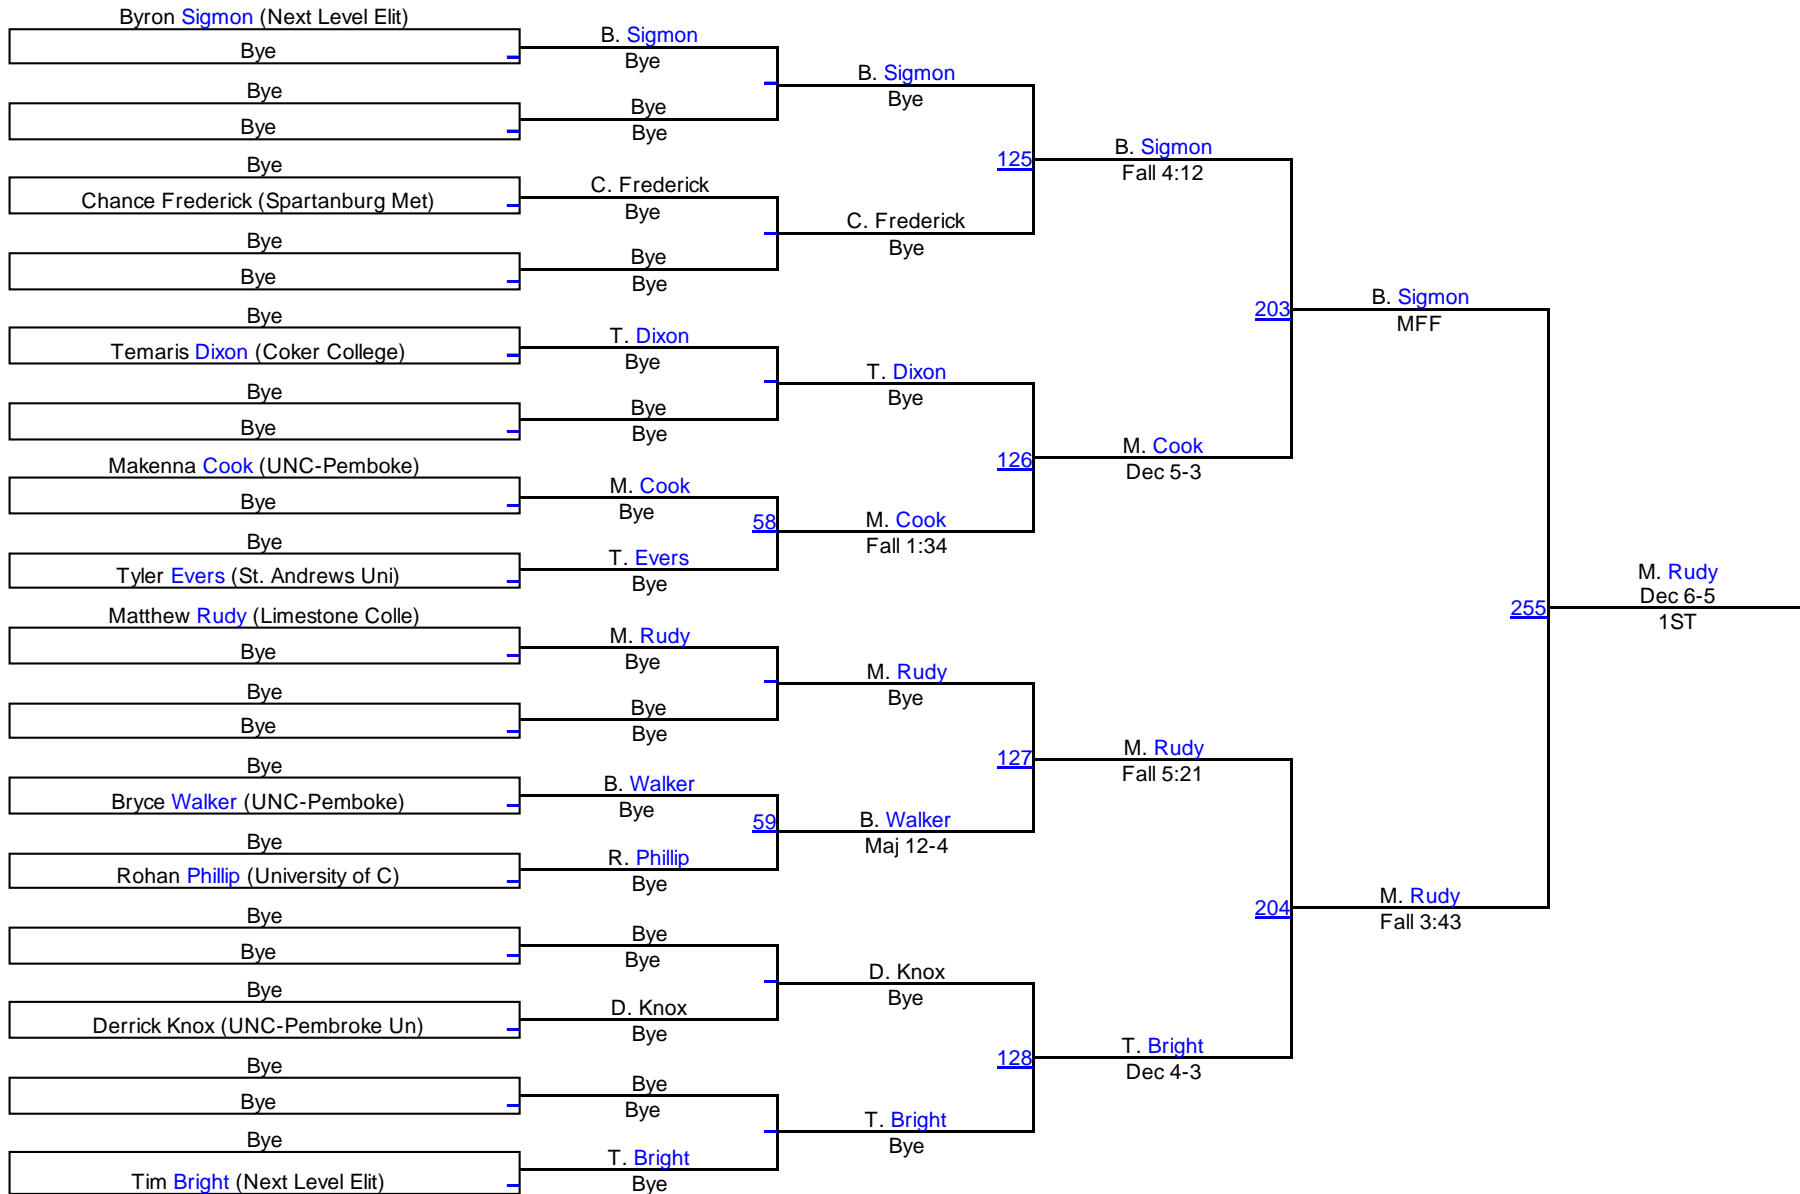 Byron Sigmon (Next Level Elit)
Bye
Bye
Bye
Bye
Chance Frederick (Spartanburg Met)
Bye
Bye
Bye
Temaris Dixon (Coker College)
Bye
Bye
Makenna Cook (UNC-Pemboke)
Bye
Bye
Tyler Evers (St. Andrews Uni)
Matthew Rudy (Limestone Colle)
Bye
Bye
Bye
Bye
Bryce Walker (UNC-Pemboke)
Bye
Rohan Phillip (University of C)
Bye
Bye
Bye
Derrick Knox (UNC-Pembroke Un)
Bye
Bye
Bye
Tim Bright (Next Level Elit)
B. Sigmon
Bye
Bye
Bye
C. Frederick
Bye
Bye
Bye
T. Dixon
Bye
Bye
Bye
M. Cook
Bye
58
T. Evers
Bye
M. Rudy
Bye
Bye
Bye
B. Walker
Bye
59
R. Phillip
Bye
Bye
Bye
D. Knox
Bye
Bye
Bye
T. Bright
Bye
B. Sigmon
Bye
125
C. Frederick
Bye
T. Dixon
Bye
126
M. Cook
Fall 1:34
M. Rudy
Bye
127
B. Walker
Maj 12-4
D. Knox
Bye
128
T. Bright
Bye
B. Sigmon
Fall 4:12
203
M. Cook
Dec 5-3
M. Rudy
Fall 5:21
204
T. Bright
Dec 4-3
B. Sigmon
MFF
255
M. Rudy
Fall 3:43
M. Rudy
Dec 6-5
1ST